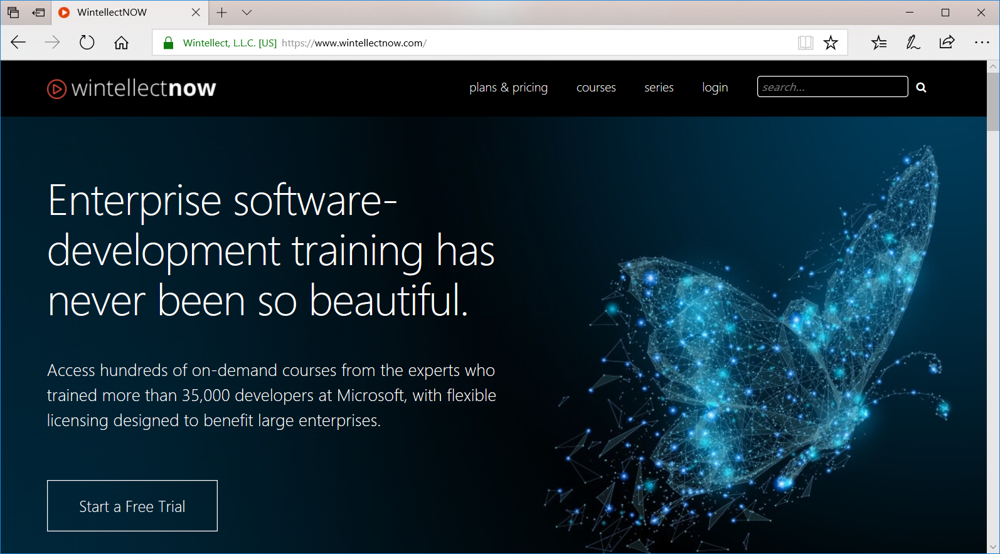 WintellectNOW
Wintellect, L.L.C. [US] https://www.wintellectnow.com/
wintellectnow
plans & pricing
courses
series
login
search...
Enterprise software-
development training has
never been so beautiful.
Access hundreds of on-demand courses from the experts who
trained more than 35,000 developers at Microsoft, with flexible
licensing designed to benefit large enterprises.
Start a Free Trial